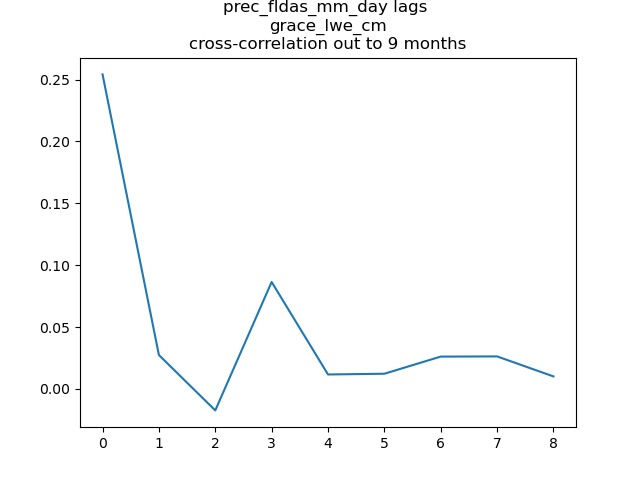 prec_fldas_mm_day lags
grace_lwe_cm
cross-correlation out to 9 months
0.25
0.20
0.15
0.10
0.05
0.00
0 1 2 3 4 5 6 7 8